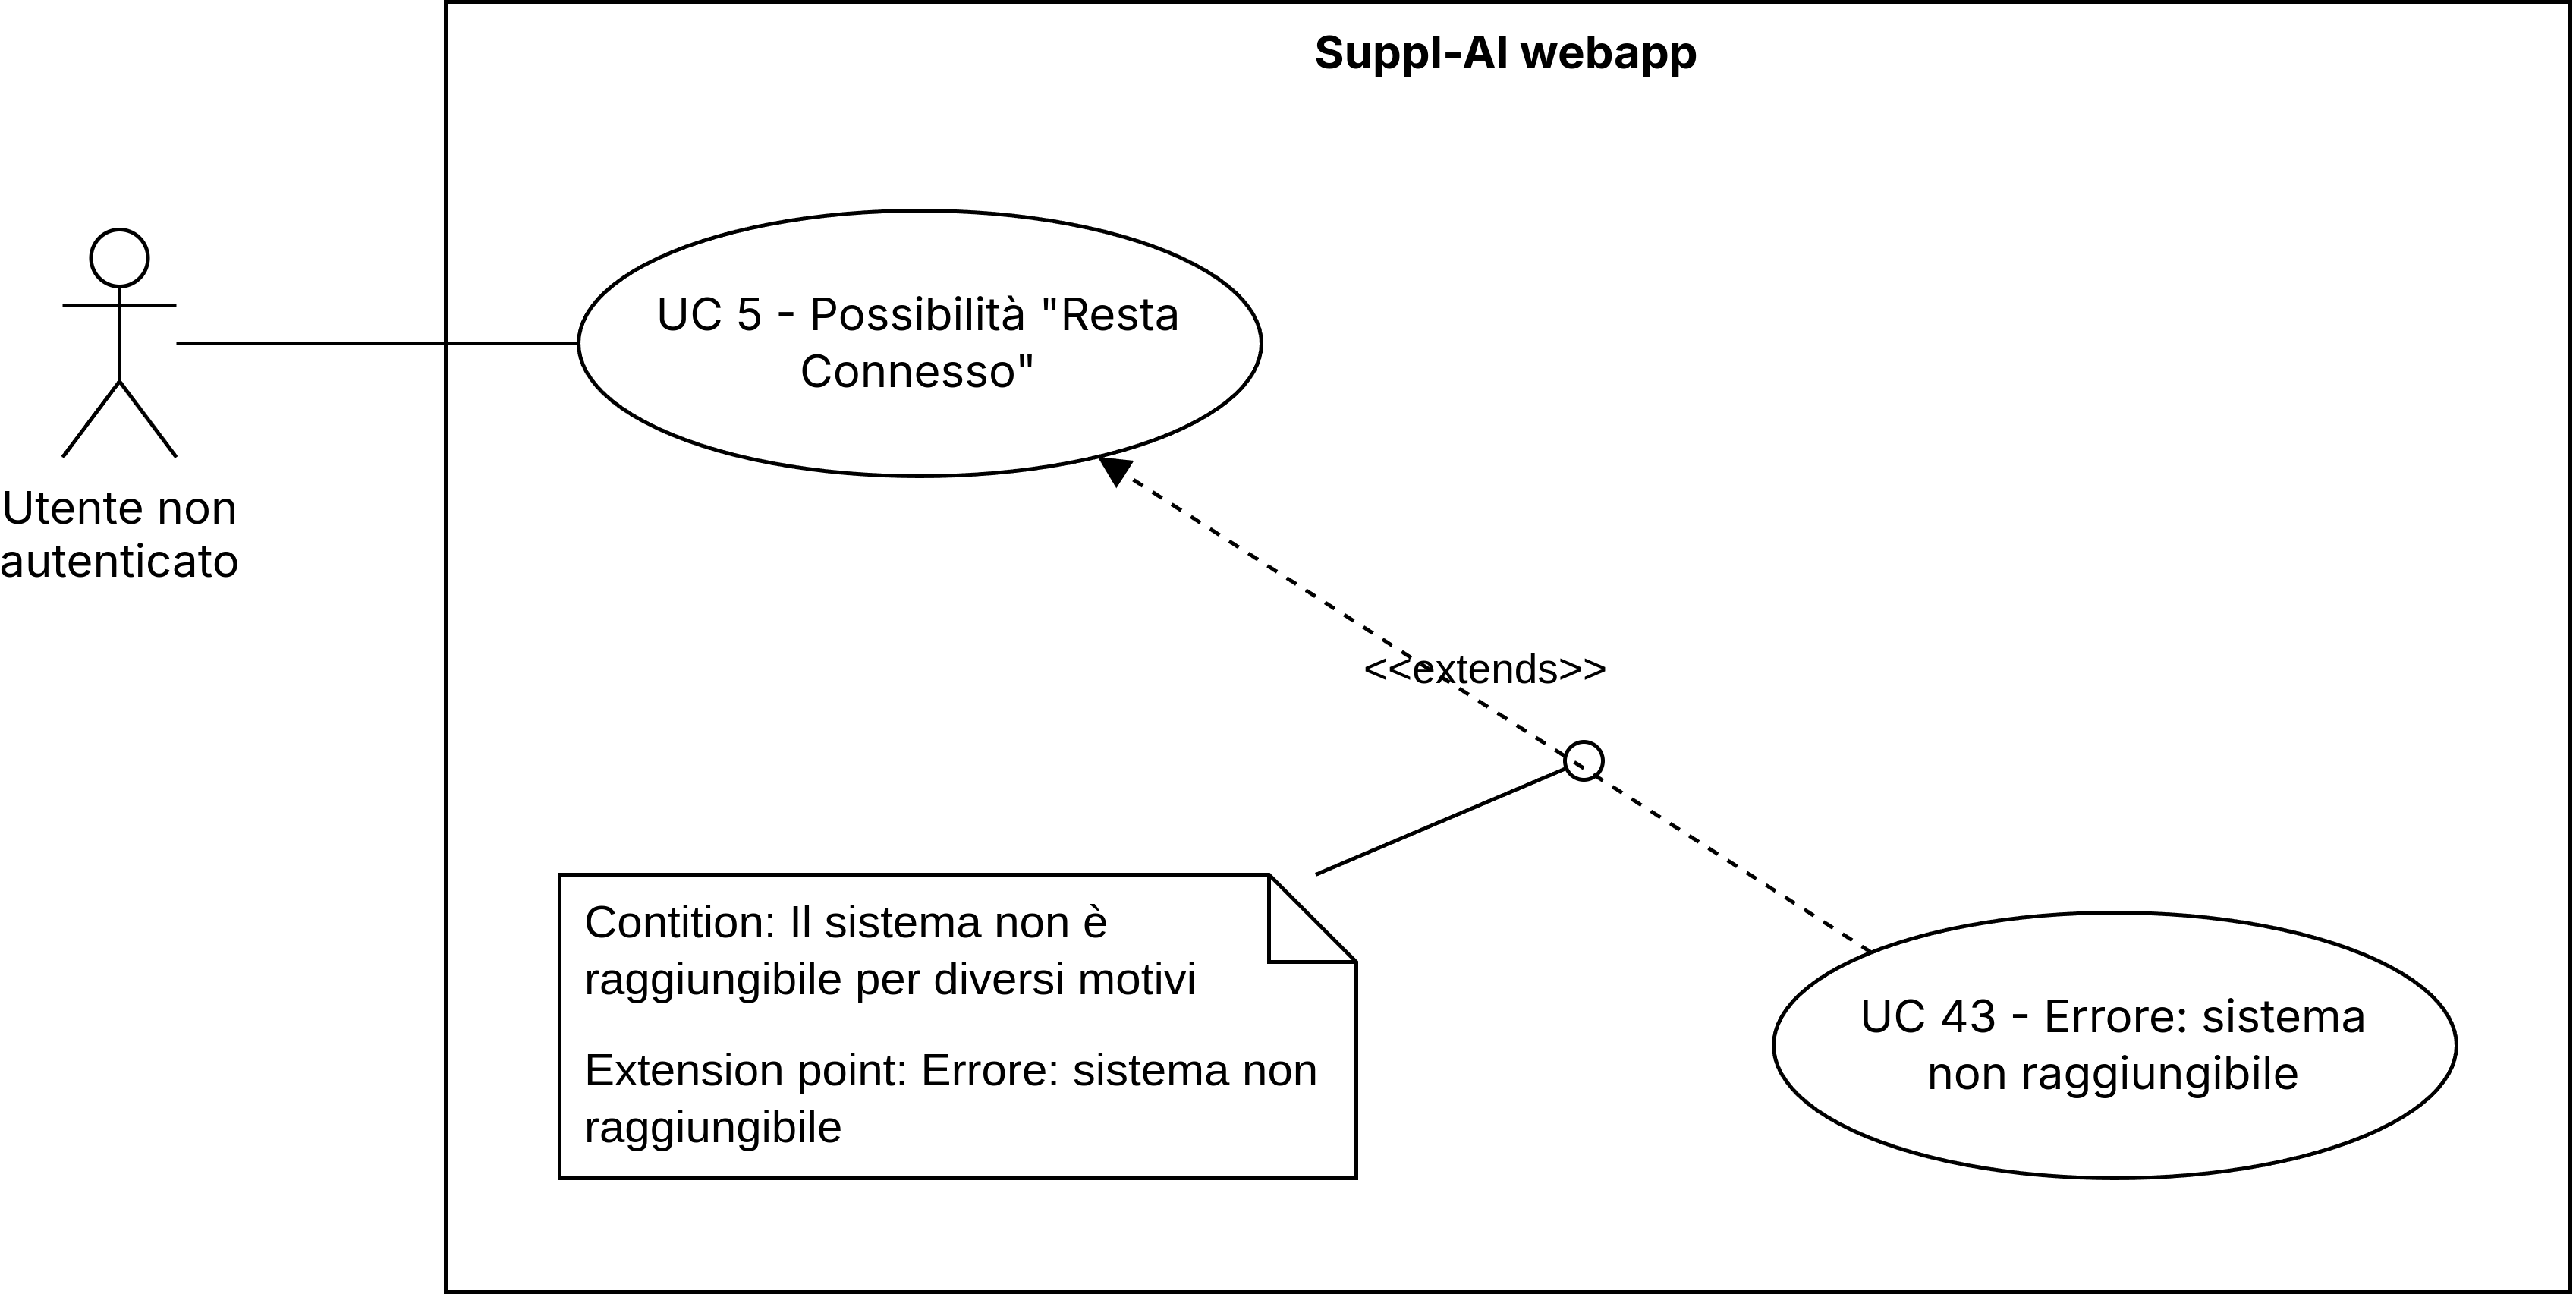 Suppl-AI webapp
UC 5 - Possibilità "Resta
Connesso"
Utente non
autenticato
<<extends>>
Contition: Il sistema non è
raggiungibile per diversi motivi
Extension point: Errore: sistema non
raggiungibile
UC 43 - Errore: sistema
non raggiungibile